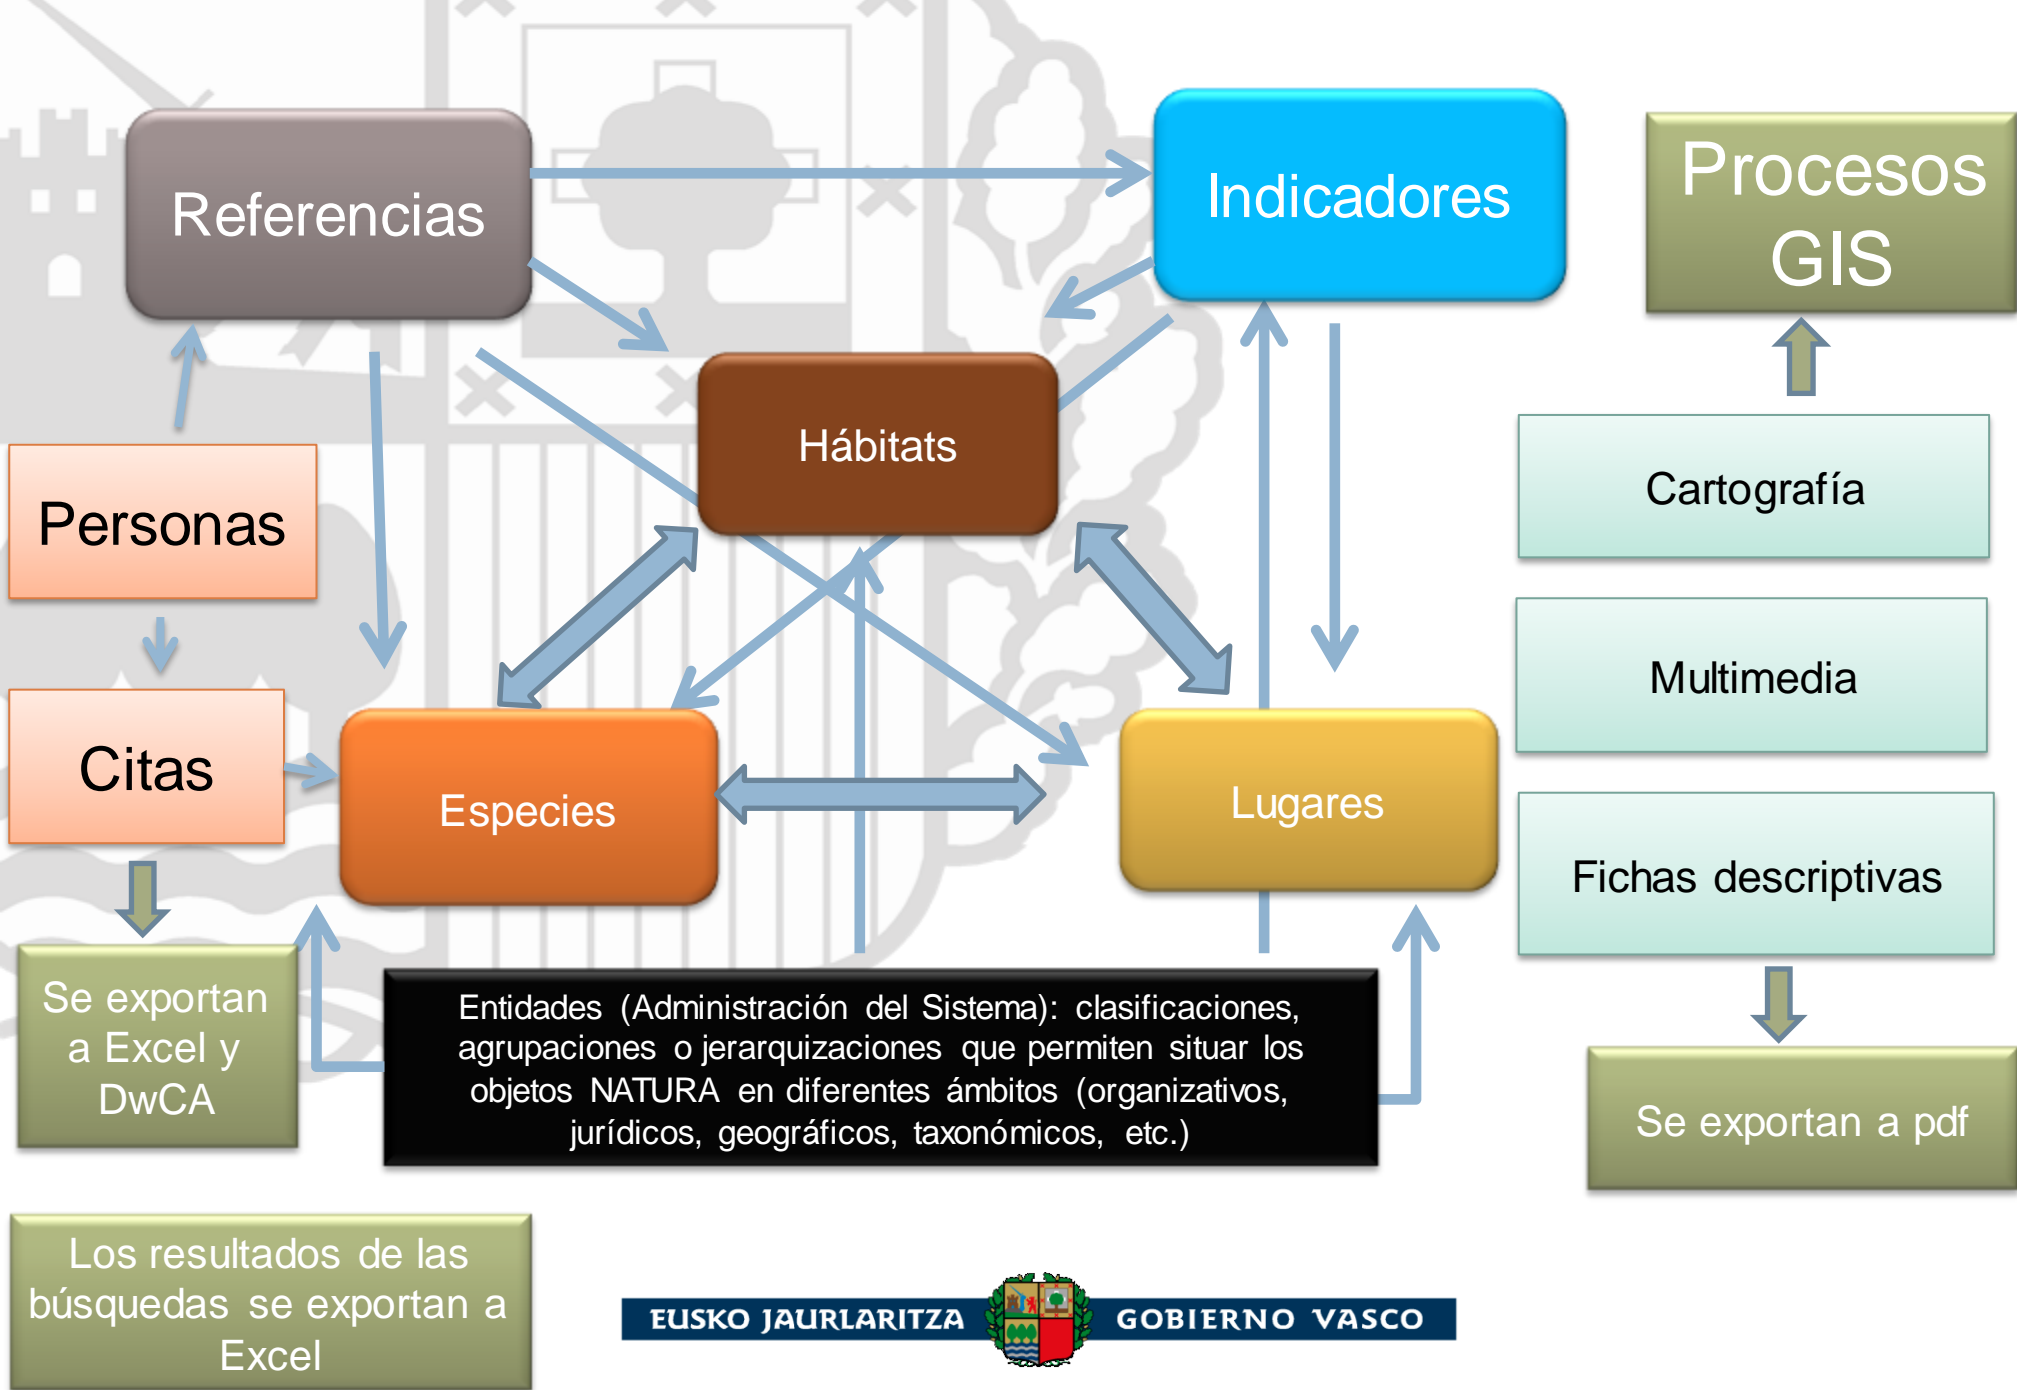 Referencias
Indicadores
Procesos
GIS
Hábitats
Personas
Cartografía
Multimedia
Citas
Especies
Lugares
Fichas descriptivas
Se exportan
a Excel y
DwCA
Entidades (Administración del Sistema): clasificaciones,
agrupaciones o jerarquizaciones que permiten situar los
objetos NATURA en diferentes ámbitos (organizativos,
jurídicos, geográficos, taxonómicos, etc.)
Se exportan a pdf
Los resultados de las
búsquedas se exportan a
Excel
EUSKO JAURLARITZA GOBIERNO VASCO